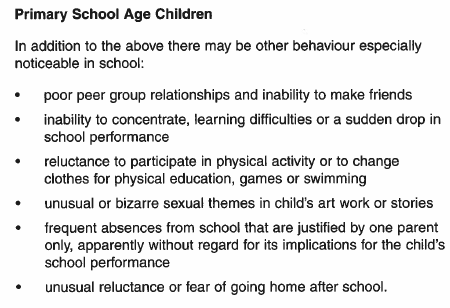 Primary School Age Children
In addition to the above there may be other behaviour especially
noticeable in school:
• poor peer group relationships and inability to make friends
• inability to concentrate, learning difficulties or a sudden drop in
school performance
• reluctance to participate in physical activity or to change
clothes for physical education, games or swimming
• unusual or bizarre sexual themes in child's art work or stories
• frequent absences from school that are justified by one parent
only, apparently without regard for its implications for the child's
school performance
• unusual reluctance or fear of going home after school.